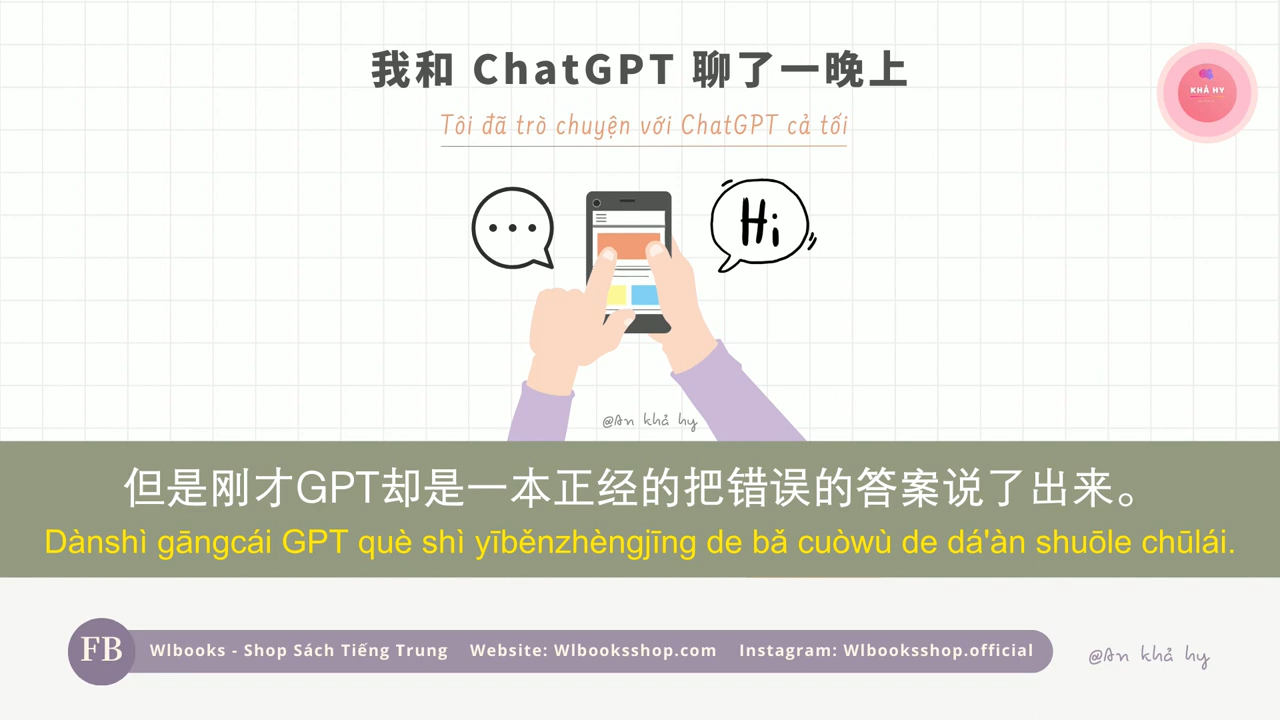 我和 ChatGPT 聊了一晚上
Tôi đã trò chuyện với ChatGPT cả tối
KHẢ HY
Hi
@An khả hy
但是刚才GPT却是一本正经的把错误的答案说了出来。
Dànshì gāngcái GPT què shì yīběnzhèngjīng de bǎ cuòwù de dá'àn shuōle chūlái.
FB
Wlbooks - Shop Sách Tiếng Trung Website: Wlbooksshop.com Instagram: Wlbooksshop.official
@An khả hy